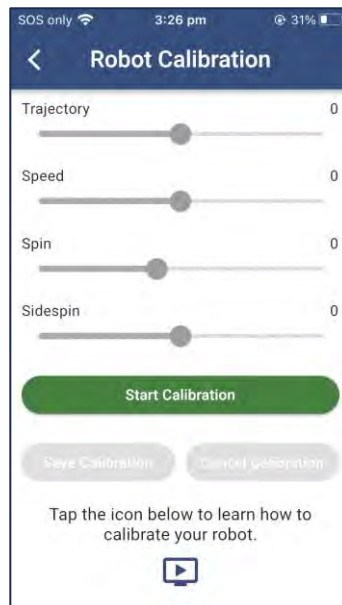 SOS only 3:26 pm 31%
Robot Calibration
Trajectory 0
Speed 0
Spin 0
Sidespin 0
Start Calibration
Save Calibration Cancel Calibration
Tap the icon below to learn how to
calibrate your robot.